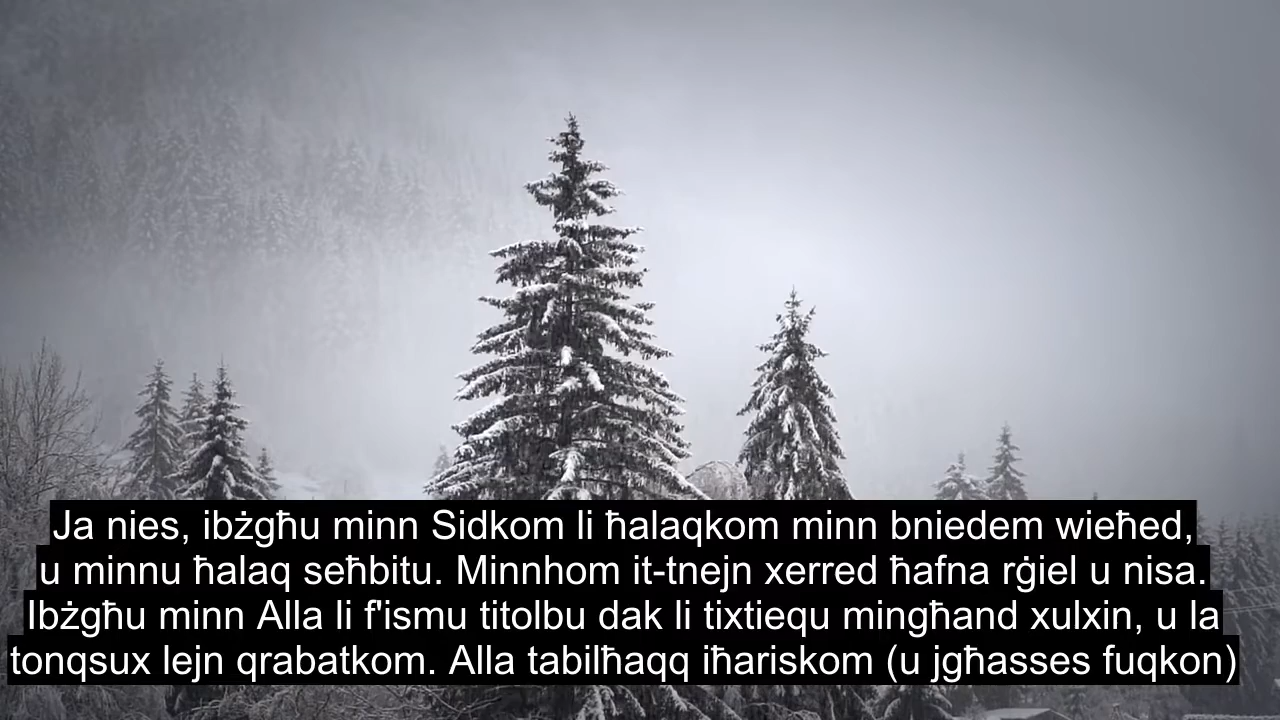 Ja nies, ibżgħu minn Sidkom li ħalaqkom minn bniedem wieħed,
u minnu ħalaq seħbitu. Minnhom it-tnejn xerred ħafna rġiel u nisa.
Ibżgħu minn Alla li f'ismu titolbu dak li tixtiequ mingħand xulxin, u la
tonqsux lejn qrabatkom. Alla tabilħaqq iħariskom (u jgħasses fuqkon)